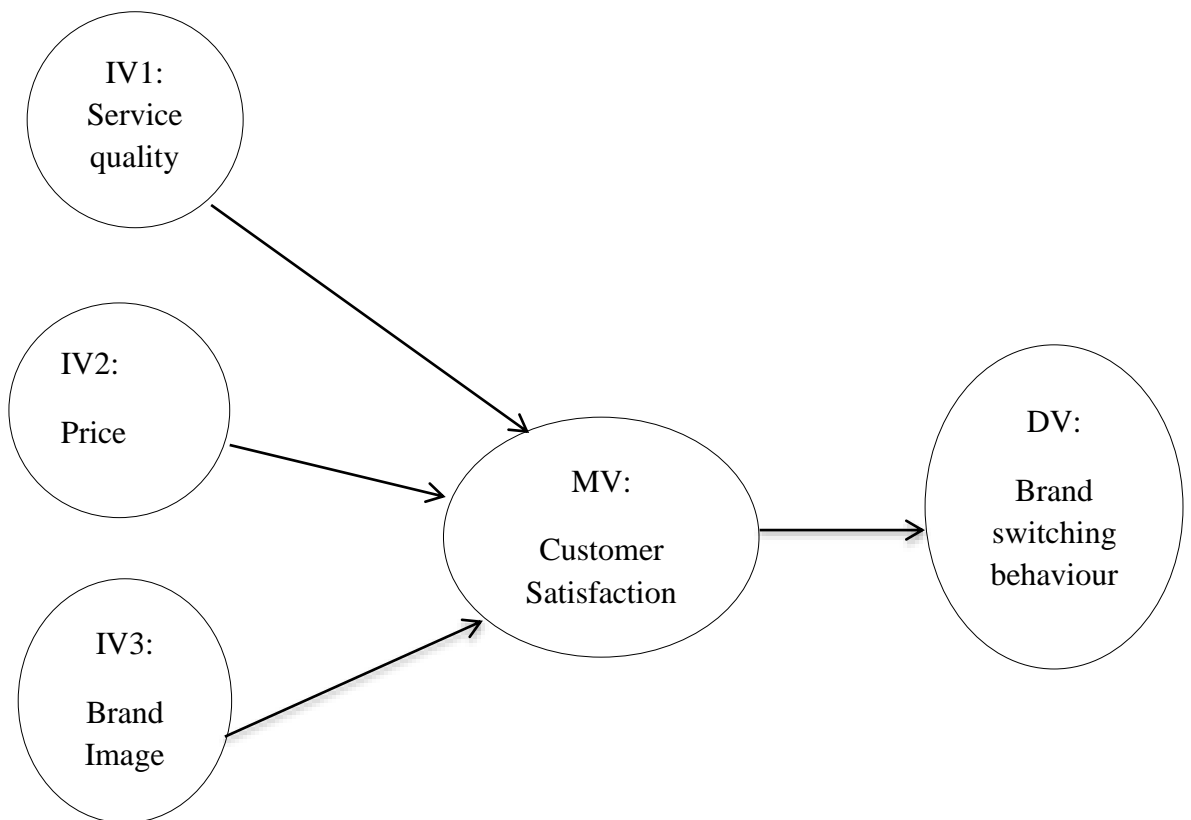 IV1:
Service
quality
IV2:
Price
IV3:
Brand
Image
MV:
Customer
Satisfaction
DV:
Brand
switching
behaviour